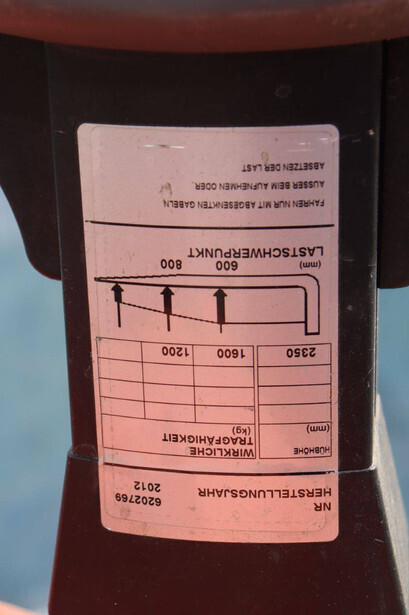 NR 6202769
HERSTELLUNGSJAHR 2012
HUBHÖHE
(mm)
WIRKLICHE
TRAGFÄHIGKEIT
(kg)
2350 1600 1200
(mm) 600 800
LASTSCHWERPUNKT
FAHREN NUR MIT ABGESENKTEN GABELN
AUSSER BEIM AUFNEHMEN ODER
ABSETZEN DER LAST